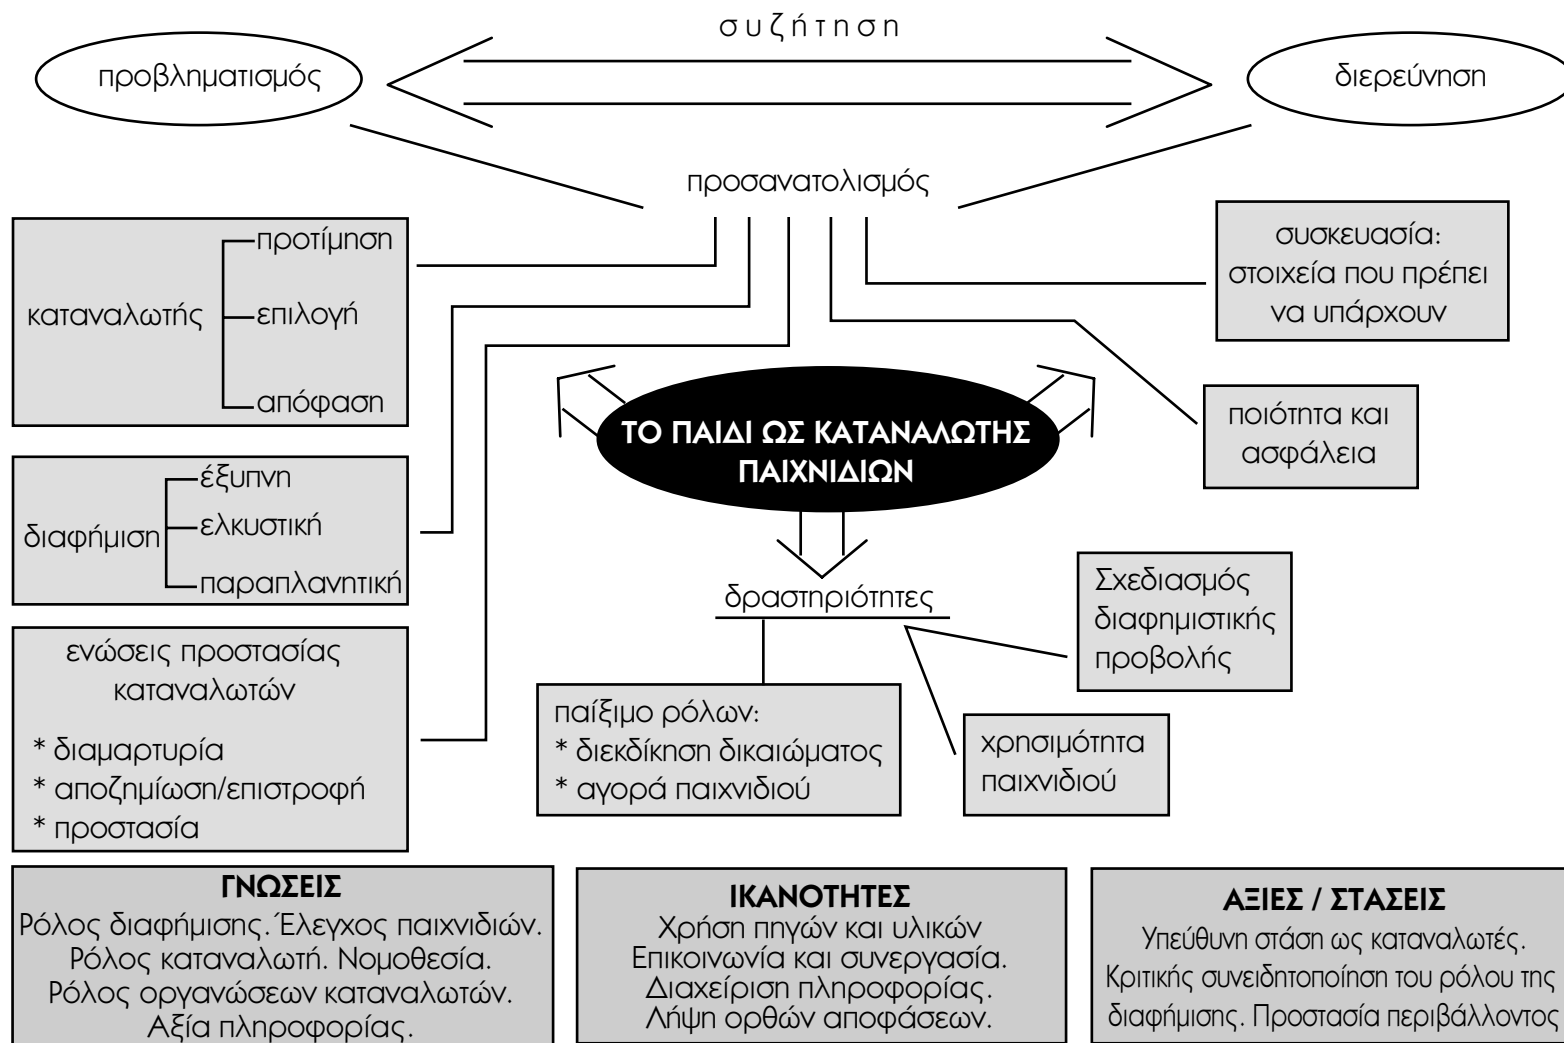 συζήτηση
προβληματισμός
διερεύνηση
προσανατολισμός
καταναλωτής
προτίμηση
επιλογή
απόφαση
συσκευασία:
στοιχεία που πρέπει
να υπάρχουν
ΤΟ ΠΑΙΔΙ ΩΣ ΚΑΤΑΝΑΛΩΤΗΣ
ΠΑΙΧΝΙΔΙΩΝ
ποιότητα και
ασφάλεια
διαφήμιση
έξυπνη
ελκυστική
παραπλανητική
δραστηριότητες
Σχεδιασμός
διαφημιστικής
προβολής
ενώσεις προστασίας
καταναλωτών
* διαμαρτυρία
* αποζημίωση/επιστροφή
* προστασία
παίξιμο ρόλων:
* διεκδίκηση δικαιώματος
* αγορά παιχνιδιού
χρησιμότητα
παιχνιδιού
ΓΝΩΣΕΙΣ
Ρόλος διαφήμισης. Έλεγχος παιχνιδιών.
Ρόλος καταναλωτή. Νομοθεσία.
Ρόλος οργανώσεων καταναλωτών.
Αξία πληροφορίας.
ΙΚΑΝΟΤΗΤΕΣ
Χρήση πηγών και υλικών
Επικοινωνία και συνεργασία.
Διαχείριση πληροφορίας.
Λήψη ορθών αποφάσεων.
ΑΞΙΕΣ / ΣΤΑΣΕΙΣ
Υπεύθυνη στάση ως καταναλωτές.
Κριτικής συνειδητοποίηση του ρόλου της
διαφήμισης. Προστασία περιβάλλοντος